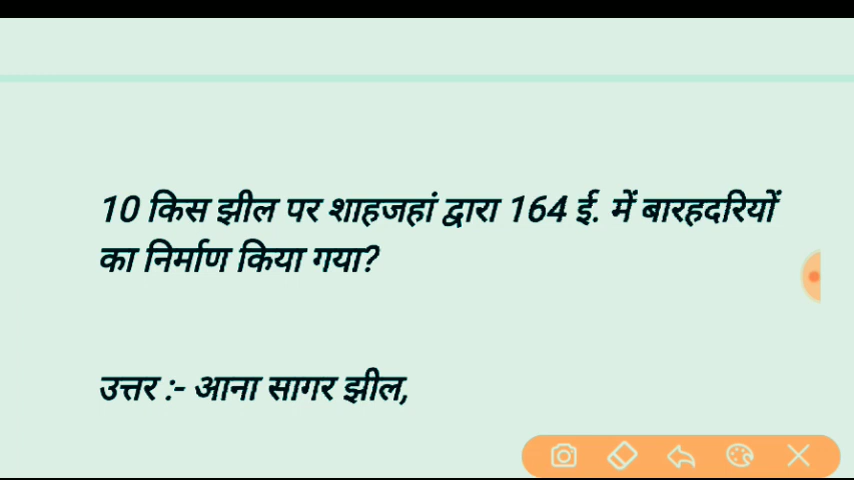 10 किस झील पर शाहजहां द्वारा 164 ई. में बारहदरियों
का निर्माण किया गया?
उत्तर :- आना सागर झील,